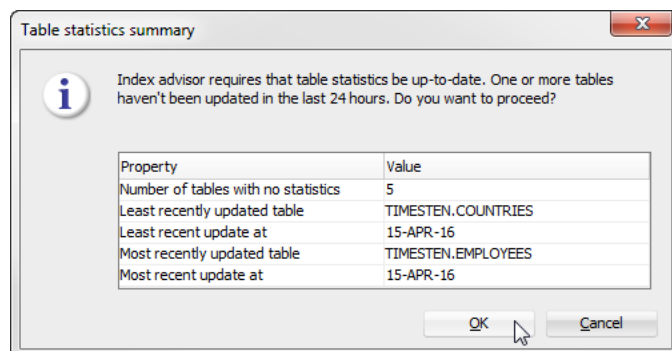 Table statistics summary
Index advisor requires that table statistics be up-to-date. One or more tables
haven't been updated in the last 24 hours. Do you want to proceed?
Property Value
Number of tables with no statistics 5
Least recently updated table TIMESTEN.COUNTRIES
Least recent update at 15-APR-16
Most recently updated table TIMESTEN.EMPLOYEES
Most recent update at 15-APR-16
OK Cancel